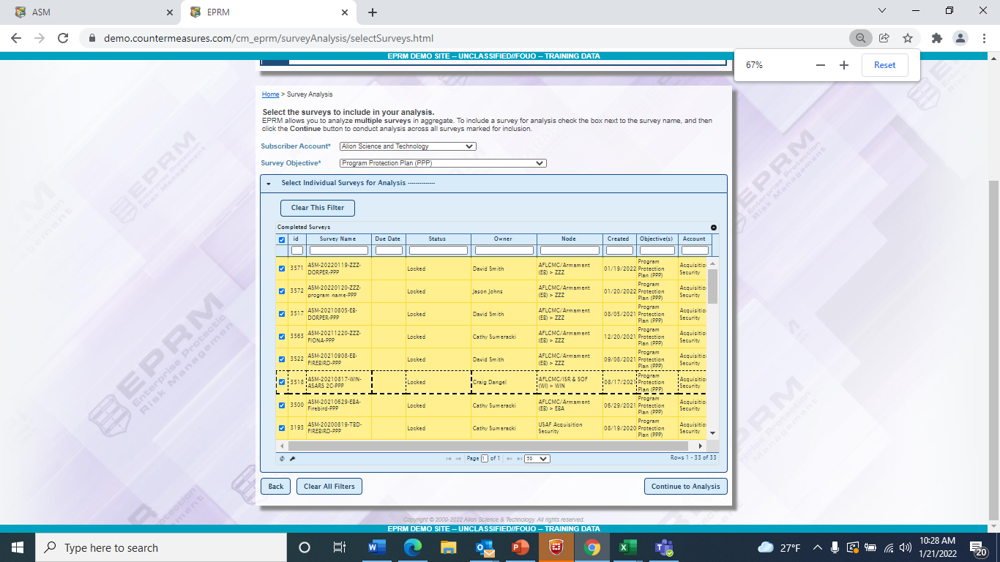 ASM
EPRM
demo.countermeasures.com/cm_eprm/surveyAnalysis/selectSurveys.html
EPRM DEMO SITE -- UNCLASSIFIED//FOUO -- TRAINING DATA
67%
Reset
Home > Survey Analysis
Select the surveys to include in your analysis.
EPRM allows you to analyze multiple surveys in aggregate. To include a survey for analysis check the box next to the survey name, and then
click the Continue button to conduct analysis across all surveys marked for inclusion.
Subscriber Account* Alion Science and Technology
Survey Objective* Program Protection Plan (PPP)
Select Individual Surveys for Analysis --------------
Clear This Filter
Completed Surveys
id Survey Name Due Date Status Owner Node Created Objective(s) Account
3571 ASM-20220119-ZZZ-DORPER-PPP Locked David Smith AFLCMC/Armament (EB) > ZZZ 01/19/2022 Program Protection Plan (PPP) Acquisition Security
3572 ASM-20220120-ZZZ-program name-PPP Locked Jason Johns AFLCMC/Armament (EB) > ZZZ 01/20/2022 Program Protection Plan (PPP) Acquisition Security
3517 ASM-20210805-EB-DORPER-PPP Locked David Smith AFLCMC/Armament (EB) > ZZZ 08/05/2021 Program Protection Plan (PPP) Acquisition Security
3563 ASM-20211220-ZZZ-FIONA-PPP Locked Cathy Sumeracki AFLCMC/Armament (EB) > ZZZ 12/20/2021 Program Protection Plan (PPP) Acquisition Security
3522 ASM-20210908-EB-FIREBIRD-PPP Locked David Smith AFLCMC/Armament (EB) > ZZZ 09/08/2021 Program Protection Plan (PPP) Acquisition Security
3518 ASM-20210817-WIN-ASARS 2C-PPP Locked Craig Dangel AFLCMC/ISR & SOF (WI) > WIN 08/17/2021 Program Protection Plan (PPP) Acquisition Security
3500 ASM-20210629-EBA-Firebird-PPP Locked Cathy Sumeracki AFLCMC/Armament (EB) > EBA 06/29/2021 Program Protection Plan (PPP) Acquisition Security
3193 ASM-20200819-TBD-FIREBIRD-PPP Locked Cathy Sumeracki USAF Acquisition Security 08/19/2020 Program Protection Plan (PPP) Acquisition Security
Page 1 of 1 50 Rows 1 - 33 of 33
Back Clear All Filters Continue to Analysis
Copyright © 2000-2022 Alion Science & Technology. All rights reserved.
EPRM DEMO SITE -- UNCLASSIFIED//FOUO -- TRAINING DATA
Type here to search
27°F
10:28 AM
1/21/2022
20